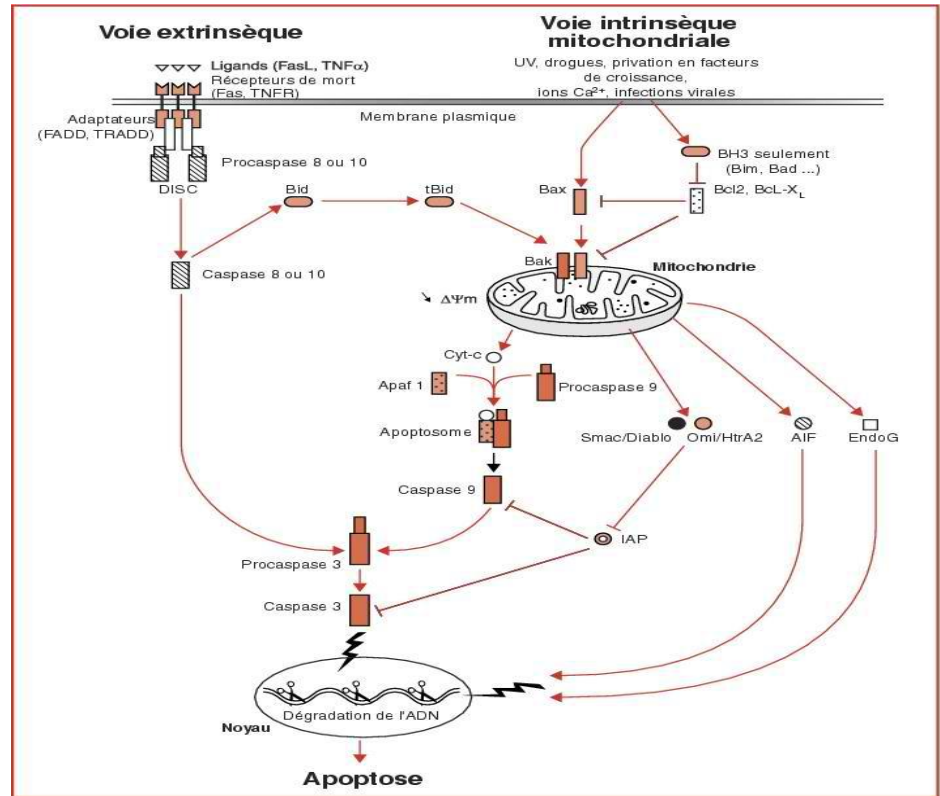 Voie extrinsèque
Ligands (FasL, TNFα)
Récepteurs de mort
(Fas, TNFR)
Adaptateurs
(FADD, TRADD)
Procaspase 8 ou 10
DISC
Voie intrinsèque
mitochondriale
UV, drogues, privation en facteurs
de croissance,
ions Ca²⁺, infections virales
Membrane plasmique
BH3 seulement
(Bim, Bad ...)
Bid
tBid
Bax
Bcl2, BcL-X_L
Caspase 8 ou 10
Bak
Mitochondrie
↘ ΔΨm
Cyt-c
Apaf 1
Procaspase 9
Apoptosome
Smac/Diablo
Omi/HtrA2
AIF
EndoG
Caspase 9
IAP
Procaspase 3
Caspase 3
Dégradation de l'ADN
Noyau
Apoptose